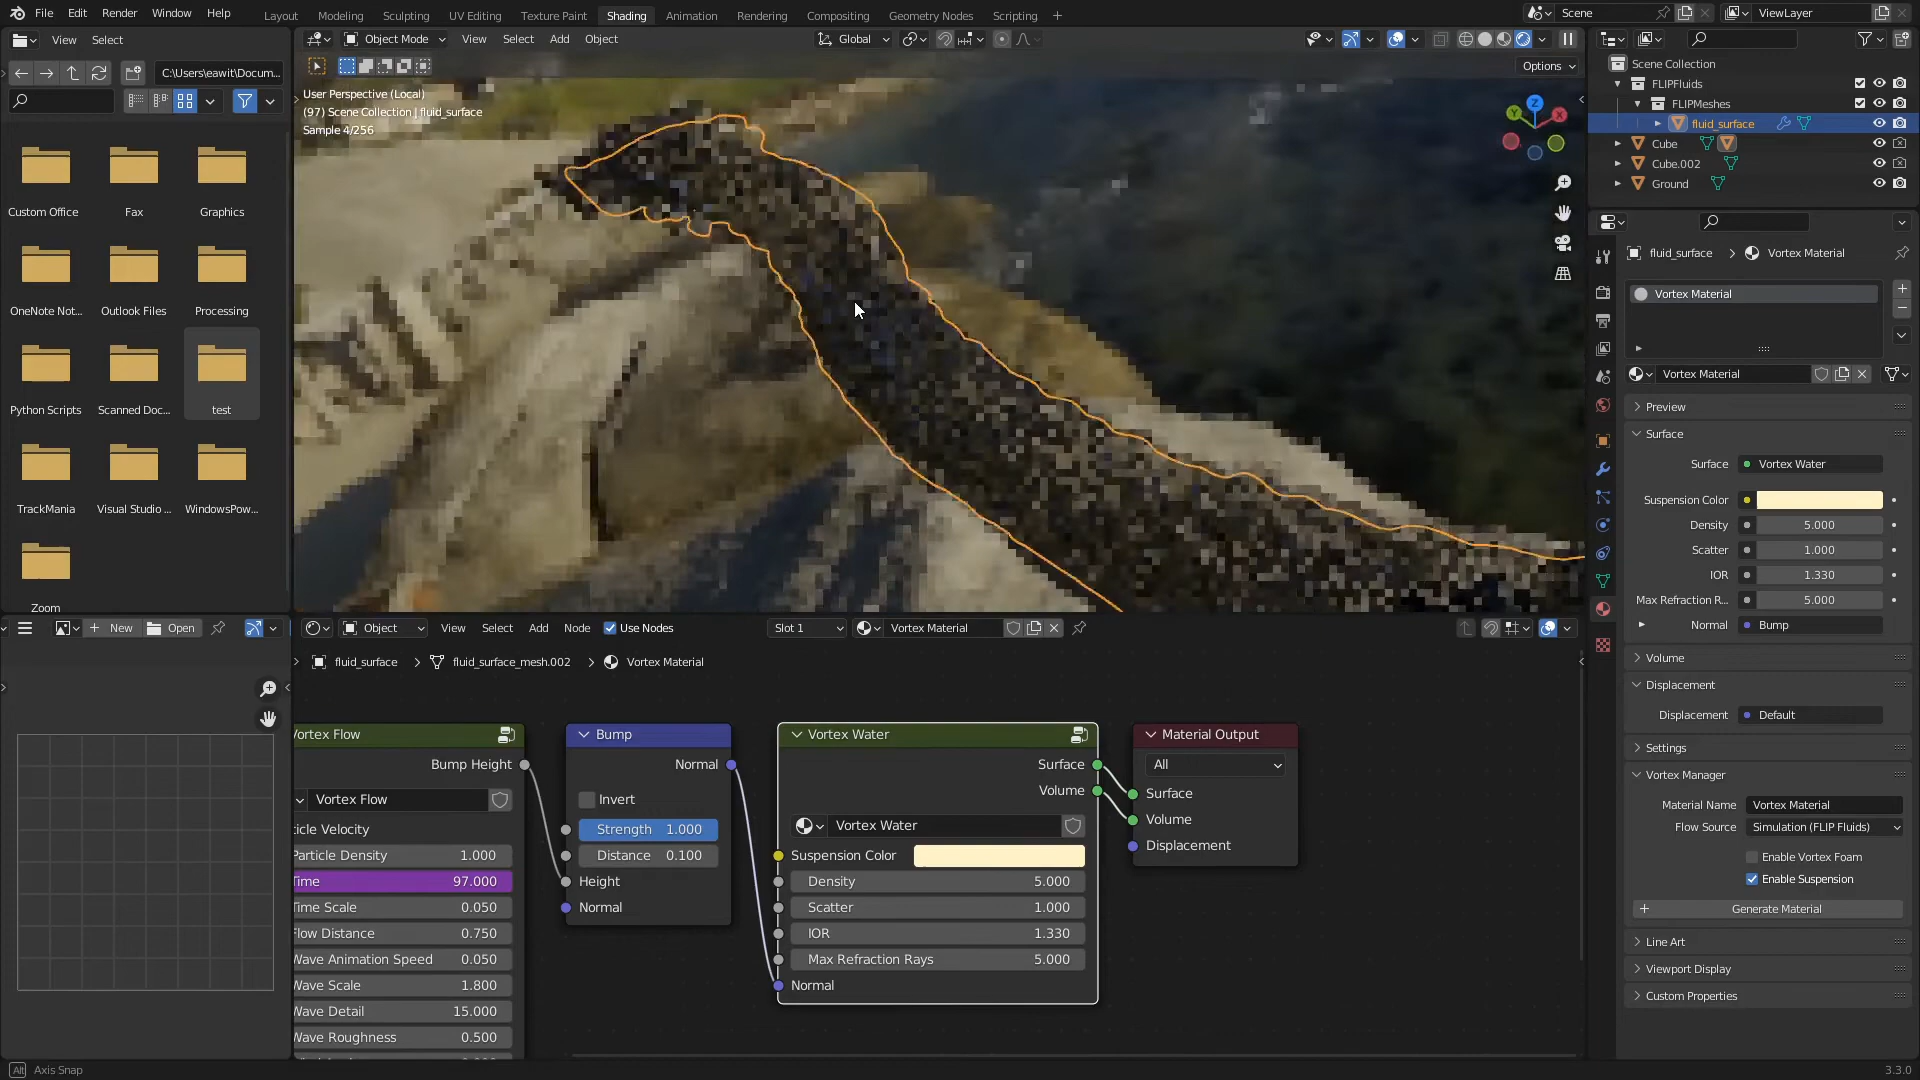 File Edit Render Window Help Layout Modeling Sculpting UV Editing Texture Paint Shading Animation Rendering Compositing Geometry Nodes Scripting + Scene ViewLayer
View Select
C:\Users\eawit\Docum...
Custom Office Fax Graphics
OneNote Not... Outlook Files Processing
Python Scripts Scanned Doc... test
TrackMania Visual Studio ... WindowsPow...
Zoom
Object Mode View Select Add Object Global
Options
User Perspective (Local)
(97) Scene Collection | fluid_surface
Sample 4/256
Z
Y
X
Scene Collection
FLIPFluids
FLIPMeshes
fluid_surface
Cube
Cube.002
Ground
fluid_surface > Vortex Material
Vortex Material
Vortex Material
Preview
Surface
Surface Vortex Water
Suspension Color
Density 5.000
Scatter 1.000
IOR 1.330
Max Refraction R... 5.000
Normal Bump
Volume
Displacement
Displacement Default
Settings
Vortex Manager
Material Name Vortex Material
Flow Source Simulation (FLIP Fluids)
Enable Vortex Foam
Enable Suspension
+ Generate Material
Line Art
Viewport Display
Custom Properties
+ New Open
Object View Select Add Node Use Nodes Slot 1 Vortex Material
fluid_surface > fluid_surface_mesh.002 > Vortex Material
Vortex Flow
Bump Height
Vortex Flow
icle Velocity
Particle Density 1.000
Time 97.000
Time Scale 0.050
Flow Distance 0.750
Wave Animation Speed 0.050
Wave Scale 1.800
Wave Detail 15.000
Wave Roughness 0.500
Bump
Normal
Invert
Strength 1.000
Distance 0.100
Height
Normal
Vortex Water
Surface
Volume
Vortex Water
Suspension Color
Density 5.000
Scatter 1.000
IOR 1.330
Max Refraction Rays 5.000
Normal
Material Output
All
Surface
Volume
Displacement
Alt Axis Snap
3.3.0